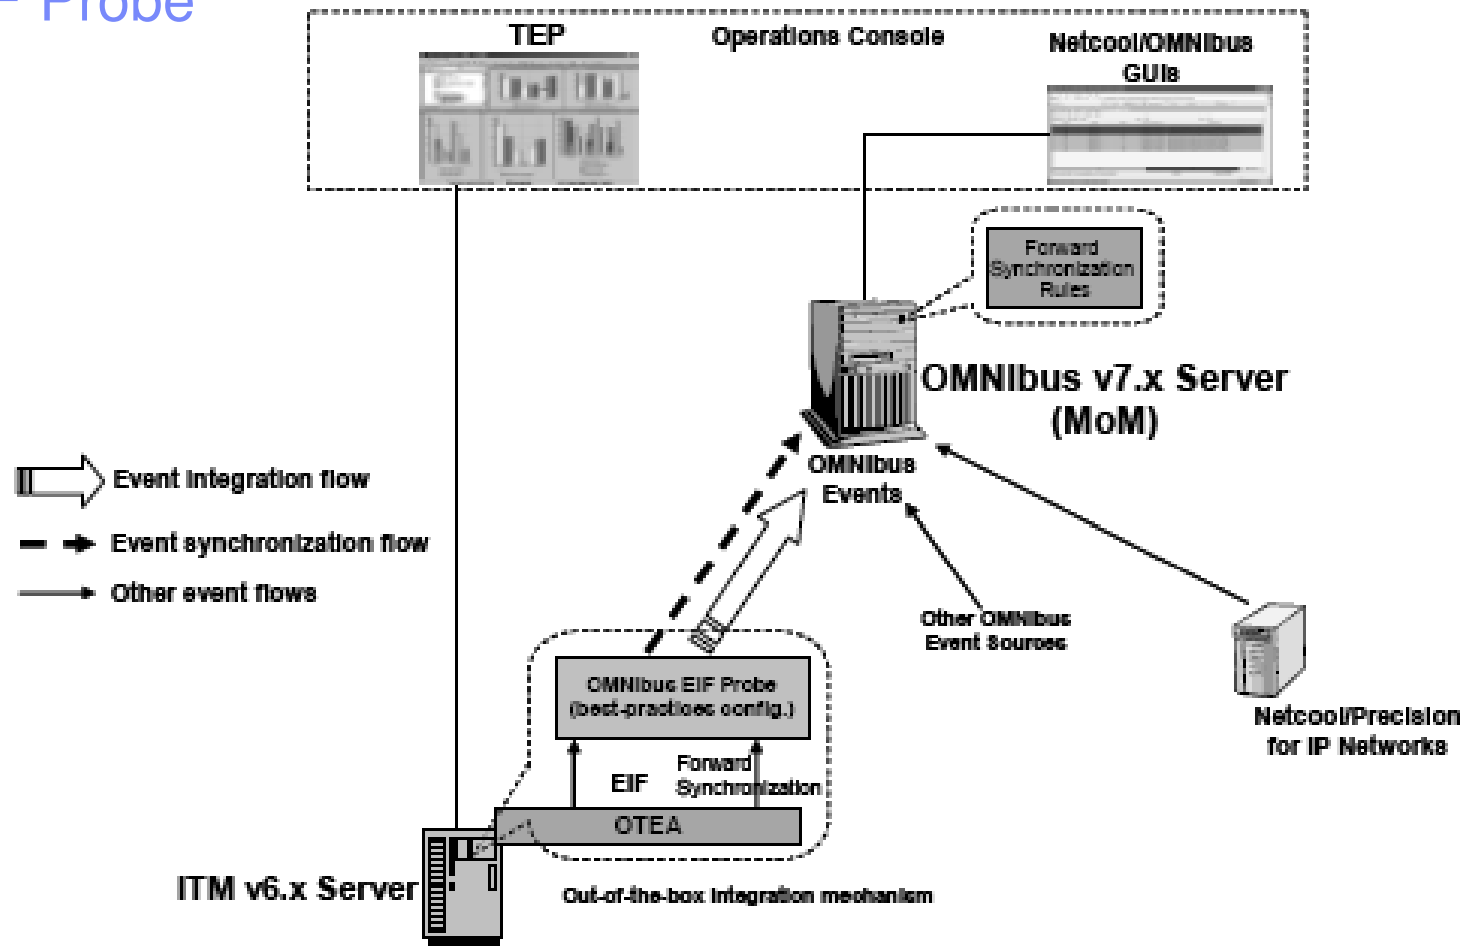 Probe
TEP
Operations Console
Netcool/OMNIbus
GUIs
Forward
Synchronization
Rules
OMNIbus v7.x Server
(MoM)
OMNIbus
Events
Event integration flow
Event synchronization flow
Other event flows
Other OMNIbus
Event Sources
OMNIbus EIF Probe
(best-practices config.)
Netcool/Precision
for IP Networks
Forward
Synchronization
EIF
OTEA
ITM v6.x Server
Out-of-the-box integration mechanism